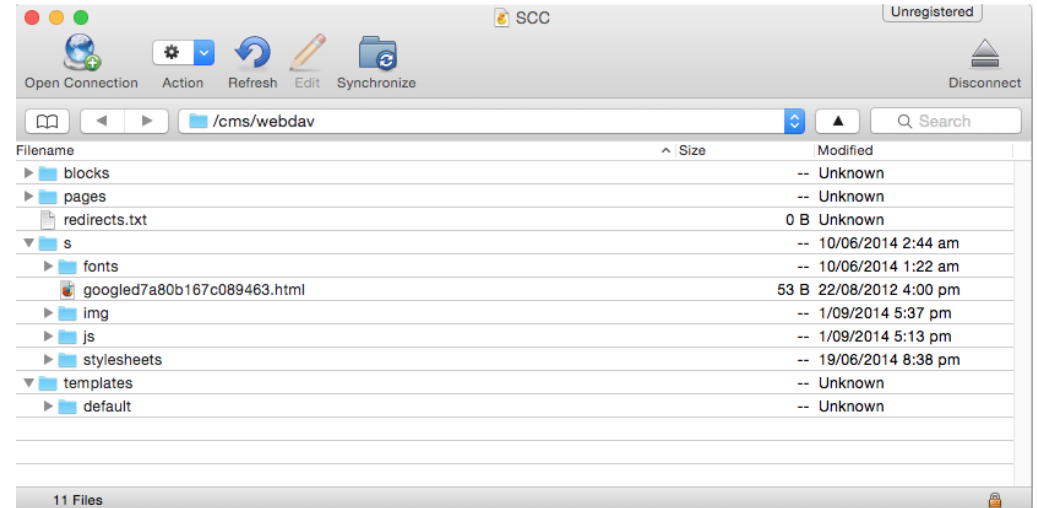 SCC
Unregistered
Open Connection Action Refresh Edit Synchronize Disconnect
/cms/webdav Search
Filename Size Modified
blocks -- Unknown
pages -- Unknown
redirects.txt 0 B Unknown
s -- 10/06/2014 2:44 am
fonts -- 10/06/2014 1:22 am
googled7a80b167c089463.html 53 B 22/08/2012 4:00 pm
img -- 1/09/2014 5:37 pm
js -- 1/09/2014 5:13 pm
stylesheets -- 19/06/2014 8:38 pm
templates -- Unknown
default -- Unknown
11 Files